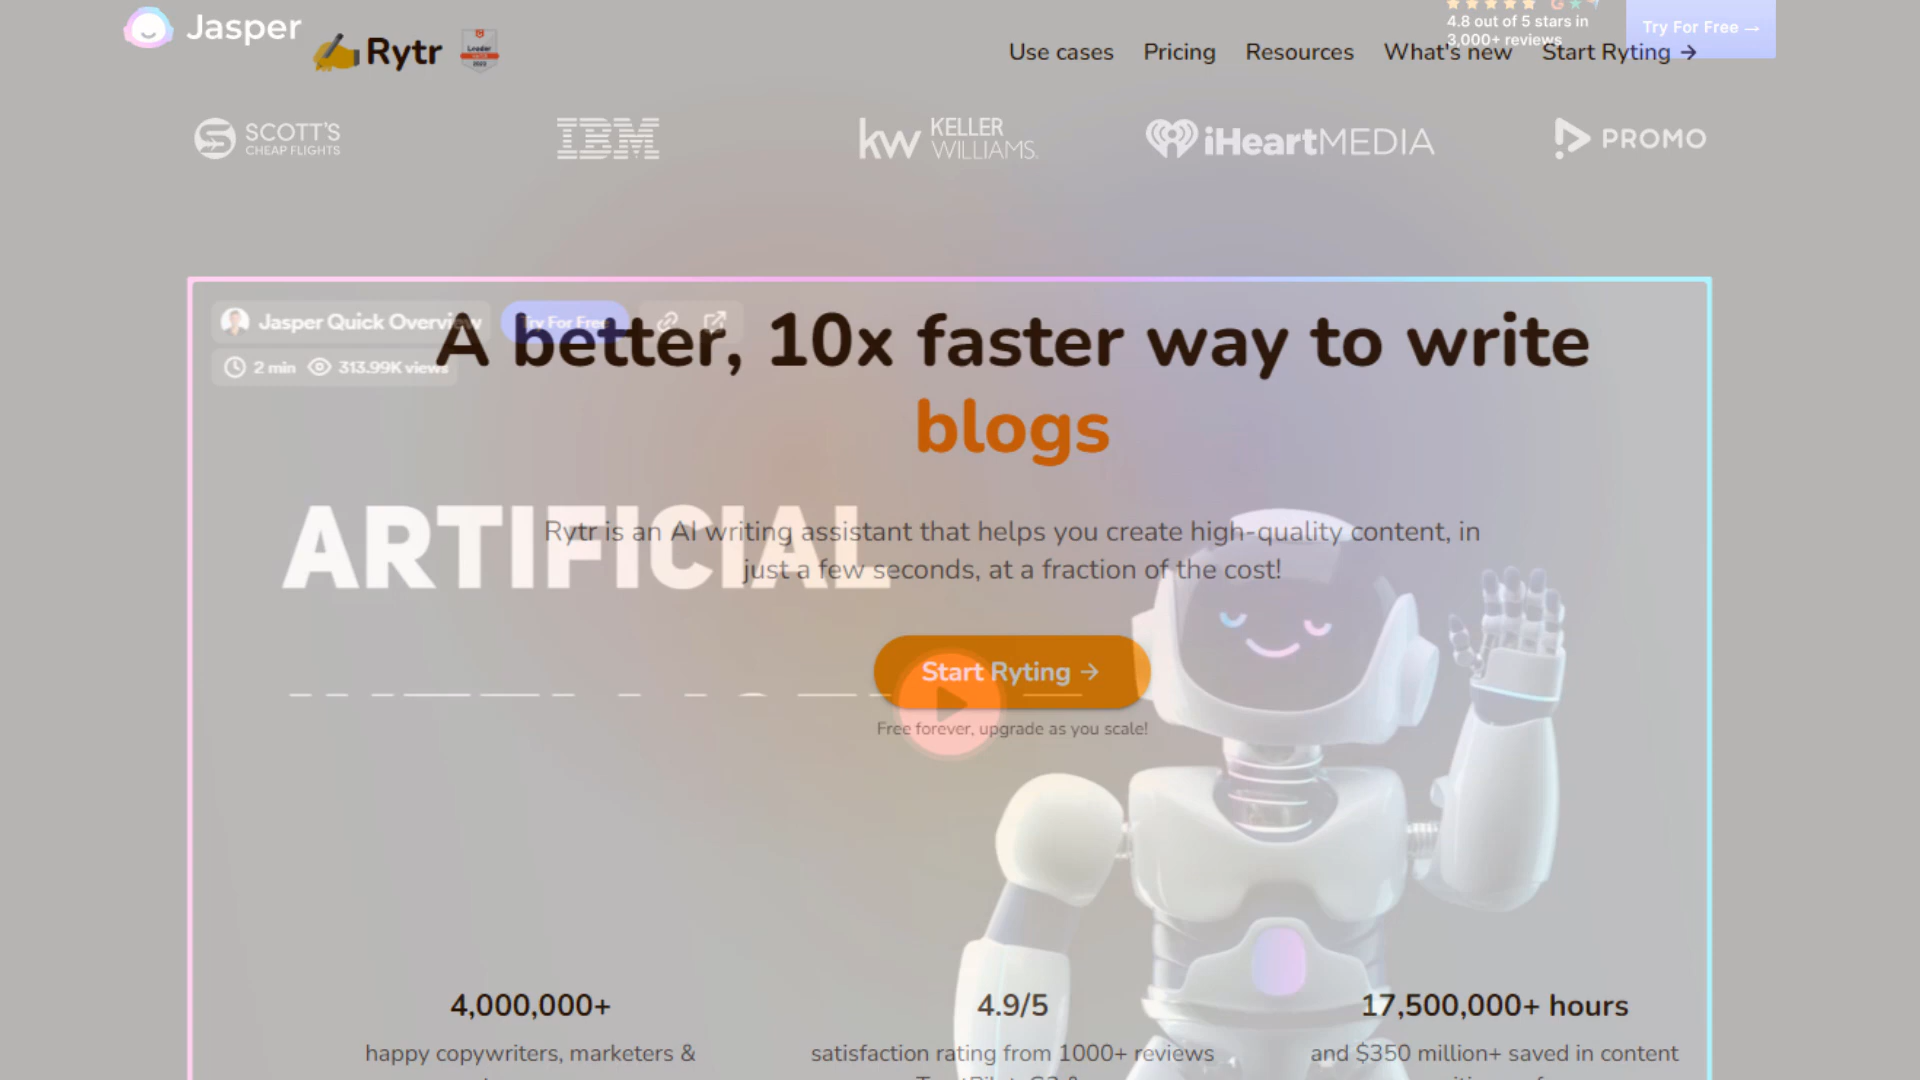 Jasper
Rytr
Leader
Use cases
Pricing
Resources
What's new
Start Ryting →
4.8 out of 5 stars in
3,000+ reviews
Try For Free →
SCOTT'S
CHEAP FLIGHTS
IBM
kw KELLER
WILLIAMS.
iHeartMEDIA
PROMO
Jasper Quick Overview
Try For Free
2 min
313.99K views
A better, 10x faster way to write
blogs
ARTIFICIAL
Rytr is an AI writing assistant that helps you create high-quality content, in
just a few seconds, at a fraction of the cost!
Start Ryting →
Free forever, upgrade as you scale!
4,000,000+
happy copywriters, marketers &
4.9/5
satisfaction rating from 1000+ reviews
17,500,000+ hours
and $350 million+ saved in content